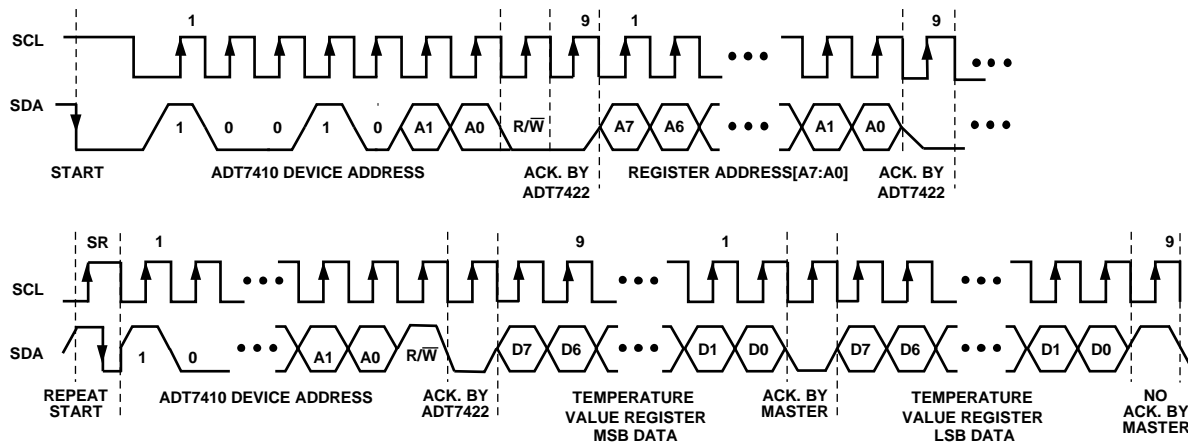 1 9 1 9
SCL
SDA
1 0 0 1 0 A1 A0 R/W̅ A7 A6 A1 A0
START ADT7410 DEVICE ADDRESS ACK. BY REGISTER ADDRESS[A7:A0] ACK. BY
ADT7422 ADT7422
SR 1 9 1 9
SCL
SDA
1 0 A1 A0 R/W̅ D7 D6 D1 D0 D7 D6 D1 D0
REPEAT
START
ADT7410 DEVICE ADDRESS
ACK. BY
ADT7422
TEMPERATURE
VALUE REGISTER
MSB DATA
ACK. BY
MASTER
TEMPERATURE
VALUE REGISTER
LSB DATA
NO
ACK. BY
MASTER